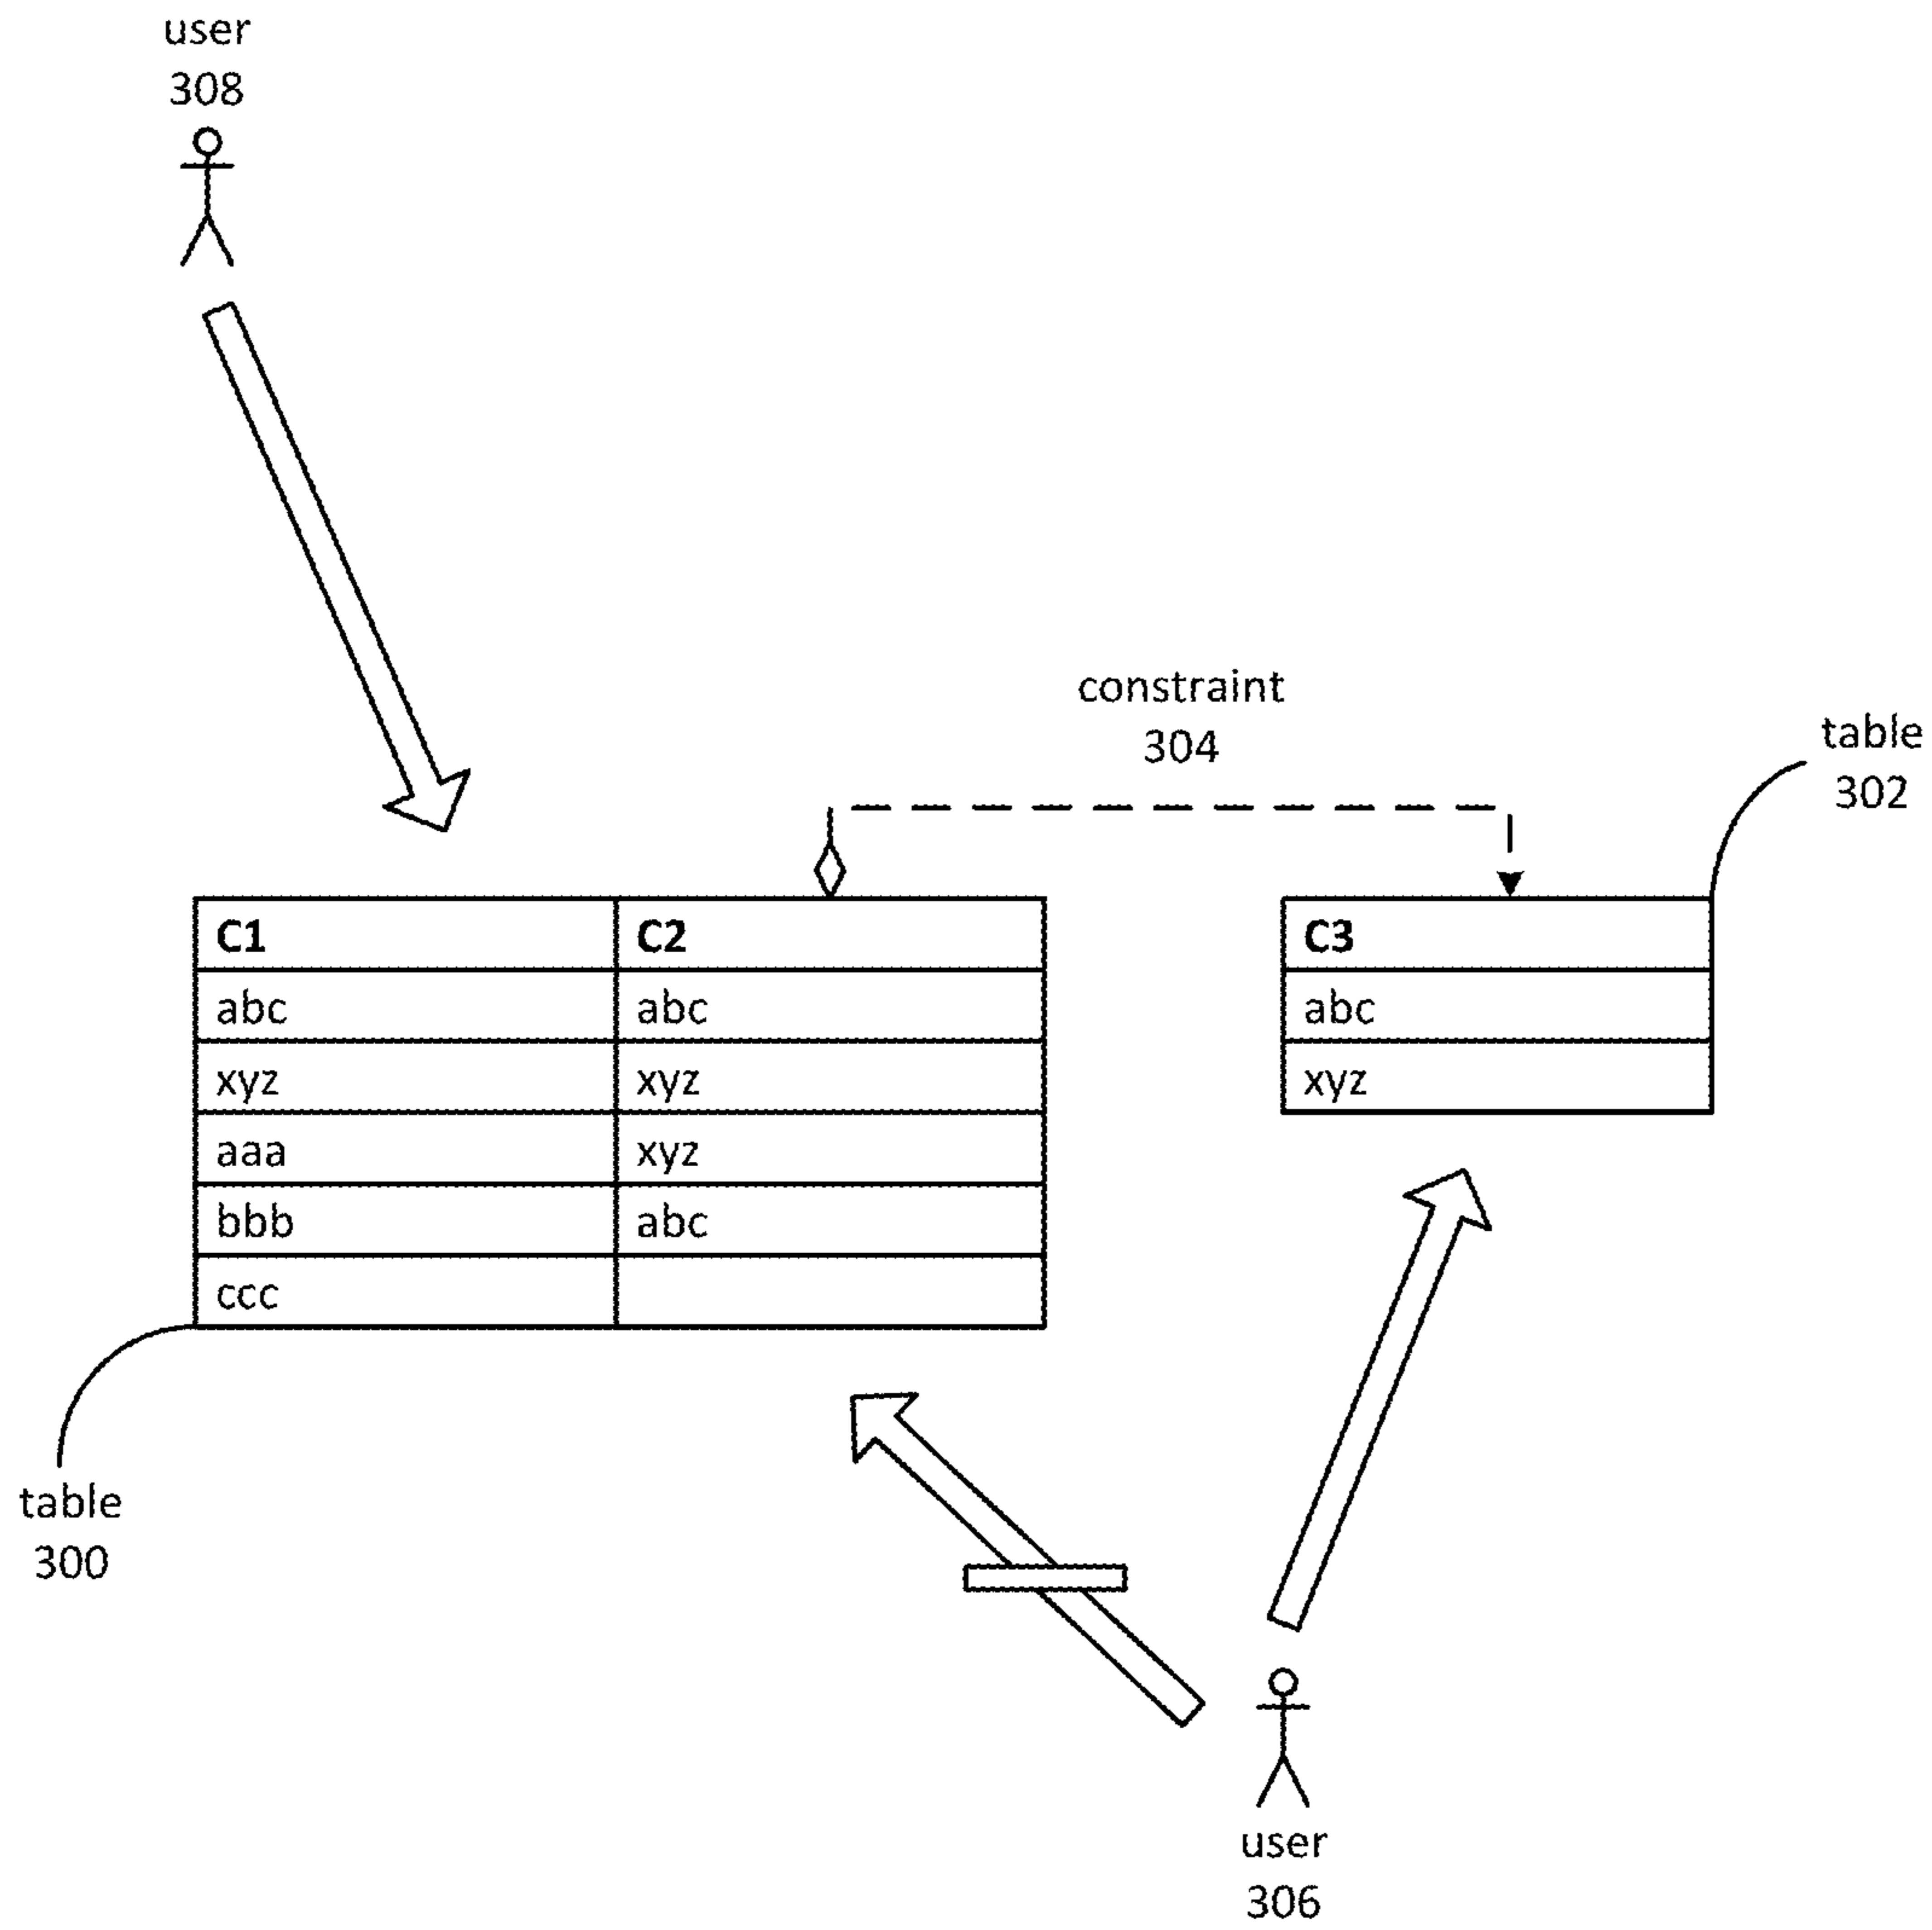 user
308
constraint
304
table
302
C1 C2
abc abc
xyz xyz
aaa xyz
bbb abc
ccc
C3
abc
xyz
table
300
user
306